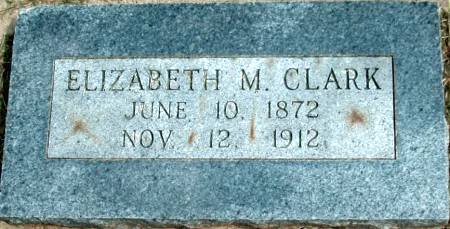 ELIZABETH M. CLARK
JUNE 10, 1872
NOV. 12, 1912